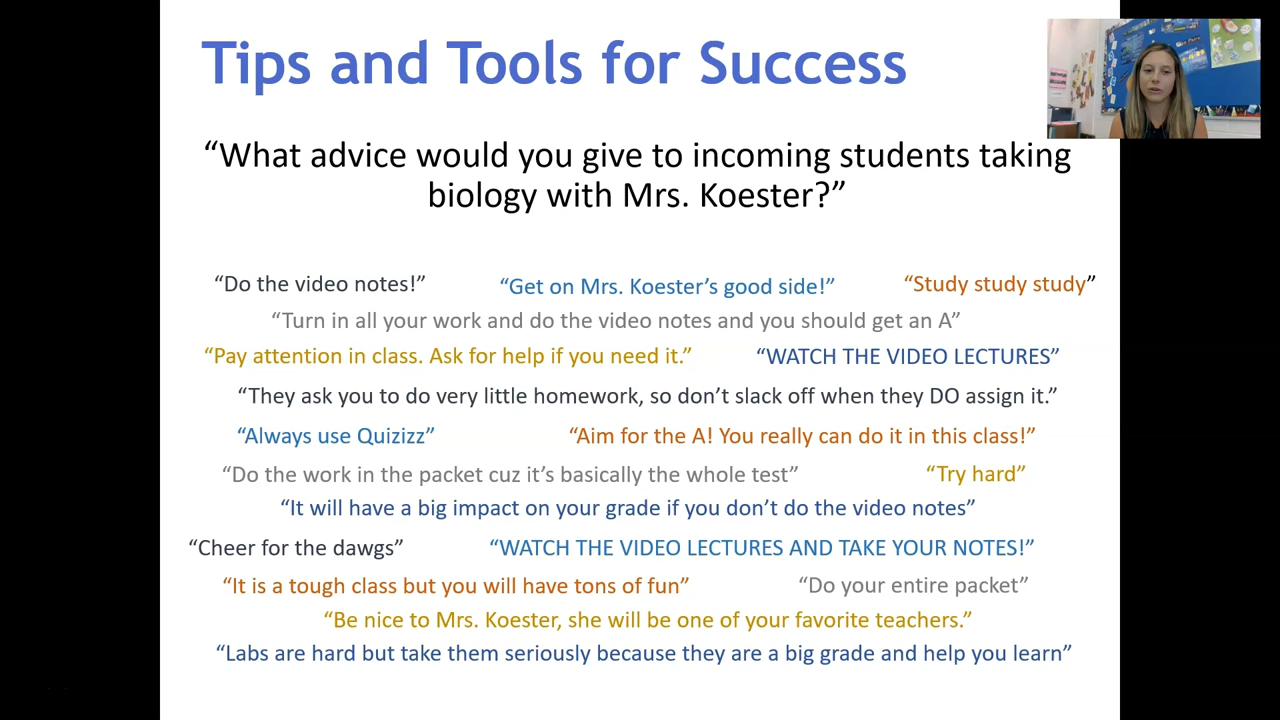 Tips and Tools for Success
“What advice would you give to incoming students taking
biology with Mrs. Koester?”
“Do the video notes!” “Get on Mrs. Koester’s good side!” “Study study study”
“Turn in all your work and do the video notes and you should get an A”
“Pay attention in class. Ask for help if you need it.” “WATCH THE VIDEO LECTURES”
“They ask you to do very little homework, so don’t slack off when they DO assign it.”
“Always use Quizizz” “Aim for the A! You really can do it in this class!”
“Do the work in the packet cuz it’s basically the whole test” “Try hard”
“It will have a big impact on your grade if you don’t do the video notes”
“Cheer for the dawgs” “WATCH THE VIDEO LECTURES AND TAKE YOUR NOTES!”
“It is a tough class but you will have tons of fun” “Do your entire packet”
“Be nice to Mrs. Koester, she will be one of your favorite teachers.”
“Labs are hard but take them seriously because they are a big grade and help you learn”